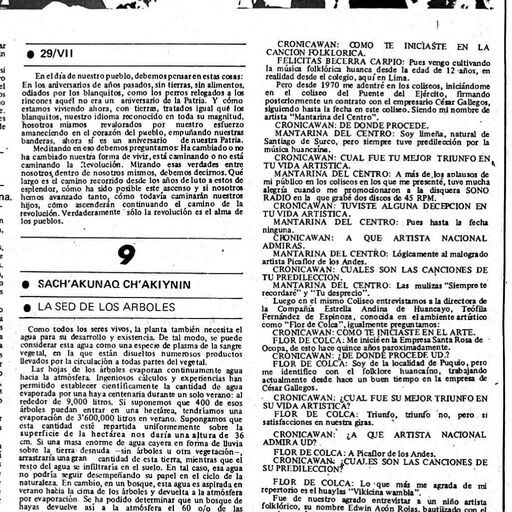 ● 29/VII
En el día de nuestro pueblo, debemos pensar en estas cosas:
En los aniversarios de años pasados, sin tierras, sin alimentos,
odiados por los blanquitos, como los perros relegados a los
rincones aquel no era un aniversario de la Patria. Y cómo
estamos viviendo ahora, con tierras, tratados igual qué los
blanquitos, nuestro idioma reconocido en toda su magnitud,
Nosotros mismos revalorados por nuestro esfuerzo
amaneciendo en el corazón del pueblo, empuñando nuestras
banderas, ahora sí es un aniversario de nuestra Patria.
Meditando en eso debemos preguntarnos: Ha cambiado o no
ha cambiado nuestra forma de vivir, está caminando o no está
caminando la Revolución. Mirando esas verdades entre
nosotros, dentro de nosotros mismos, debemos decirnos. Qué
largo es el camino recorrido desde los años de luto a estos de
esplendor, cómo ha sido posible este ascenso y si nosotros
hemos avanzado tanto, cómo todavía caminarán nuestros
hijos, cómo ascenderán continuando el camino de la
revolución. Verdaderamente sólo la revolución es el alma de
los pueblos.
9
● SACH'AKUNAQ CH'AKIYNIN
● LA SED DE LOS ARBOLES
Como todos los seres vivos, la planta también necesita el
agua para su desarrollo y existencia. De tal modo, se puede
considerar esta agua como una especie de plasma de la sangre
vegetal, en la que están disueltos numerosos productos
llevados por la circulación a todas partes del vegetal.
Las hojas de los árboles evaporan continuamente agua
hacia la atmósfera. Ingeniosos cálculos y experiencias han
permitido establecer científicamente la cantidad de agua
evaporada por una haya centenaria durante un solo verano: al
rededor de 9,000 litros. Si suponemos que 400 de esos
árboles puedan entrar en una hectárea, tendríamos una
evaporación de 3'600,000 litros en verano. Supongamos que
esta cantidad esté repartida uniformemente sobre la
superficie de la hectárea nos daría una altura de 36
cm. Si una masa enorme de agua cayera en forma de lluvia
sobre la tierra desnuda —sin árboles u otra vegetación—,
arrastraría una gran cantidad de esta tierra, mientras que el
resto del agua se infiltraría en el suelo. En tal caso, esa agua
no podría seguir desempeñando su papel en el ciclo de la
naturaleza. En cambio, en un bosque, esta agua es aspirada en
verano hacia la cima de los árboles y devuelta a la atmósfera
por evaporación. Se ha podido determinar que un bosque de
hayas devolvía así a la atmósfera el 60 o/o de las
CRONICAWAN: COMO TE INICIASTE EN LA
CANCION FOLKLORICA.
FELICITAS BECERRA CARPIO: Pues vengo cultivando
la música folklórica huanca desde la edad de 12 años, en
realidad desde el colegio, aquí en Lima.
Pero desde 1970 me adentré en los coliseos, iniciándome
en el coliseo del Puente del Ejército, firmando
posteriormente un contrato con el empresario César Gallegos,
siguiendo hasta la fecha en este coliseo. Siendo mi nombre de
artista "Mantarina del Centro".
CRONICAWAN: DE DONDE PROCEDE.
MANTARINA DEL CENTRO: Soy limeña, natural de
Santiago de Surco, pero siempre tuve predilección por la
música huancaína.
CRONICAWAN: CUAL FUE TU MEJOR TRIUNFO EN
TU VIDA ARTISTICA.
MANTARINA DEL CENTRO: A más de los aplausos de
mi público en los coliseos en los que me presenté, tuve mucha
alegría cuando me promocionaron a la disquera SONO
RADIO en la que grabé dos discos de 45 RPM.
CRONICAWAN: TUVISTE ALGUNA DECEPCION EN
TU VIDA ARTISTICA.
MANTARINA DEL CENTRO: Pues hasta la fecha
ninguna.
CRONICAWAN: A QUE ARTISTA NACIONAL
ADMIRAS.
MANTARINA DEL CENTRO: Lógicamente al malogrado
artista Picaflor de los Andes.
CRONICAWAN: CUALES SON LAS CANCIONES DE
TU PREDILECCION.
MANTARINA DEL CENTRO: Las mulizas "Siempre te
recordaré" y "Tu desprecio".
Luego en el mismo Coliseo entrevistamos a la directora de
la Compañía Estrella Andina de Huancayo, Teófila
Fernández de Espinoza, conocida en el ambiente artístico
como "Flor de Colca", igualmente preguntamos:
CRONICAWAN: COMO TE INICIASTE EN EL ARTE.
FLOR DE COLCA: Me inicié en la Empresa Santa Rosa de
Ocopa, de esto hace quince años aproximadamente.
CRONICAWAN: ¿DE DONDE PROCEDE UD.?
FLOR DE COLCA: Soy de la localidad de Puquio, pero
me identifico con el folklore huancaíno, trabajando
actualmente desde hace un buen tiempo en la empresa de
César Gallegos.
CRONICAWAN: ¿CUAL FUE SU MEJOR TRIUNFO EN
SU VIDA ARTISTICA?
FLOR DE COLCA: Triunfo, triunfo no, pero sí
satisfacciones en nuestra giras.
CRONICAWAN: ¿A QUE ARTISTA NACIONAL
ADMIRA UD?
FLOR DE COLCA: A Picaflor de los Andes.
CRONICAWAN: ¿CUALES SON LAS CANCIONES DE
SU PREDILECCION?
FLOR DE COLCA: Lo que más me agrada de mi
repertorio es el huaylas "Vikicina wambla".
Fue de nuestro agrado entrevistar a un niño artista
folklórico, su nombre Edwin Acón Rojas, bautizado en el